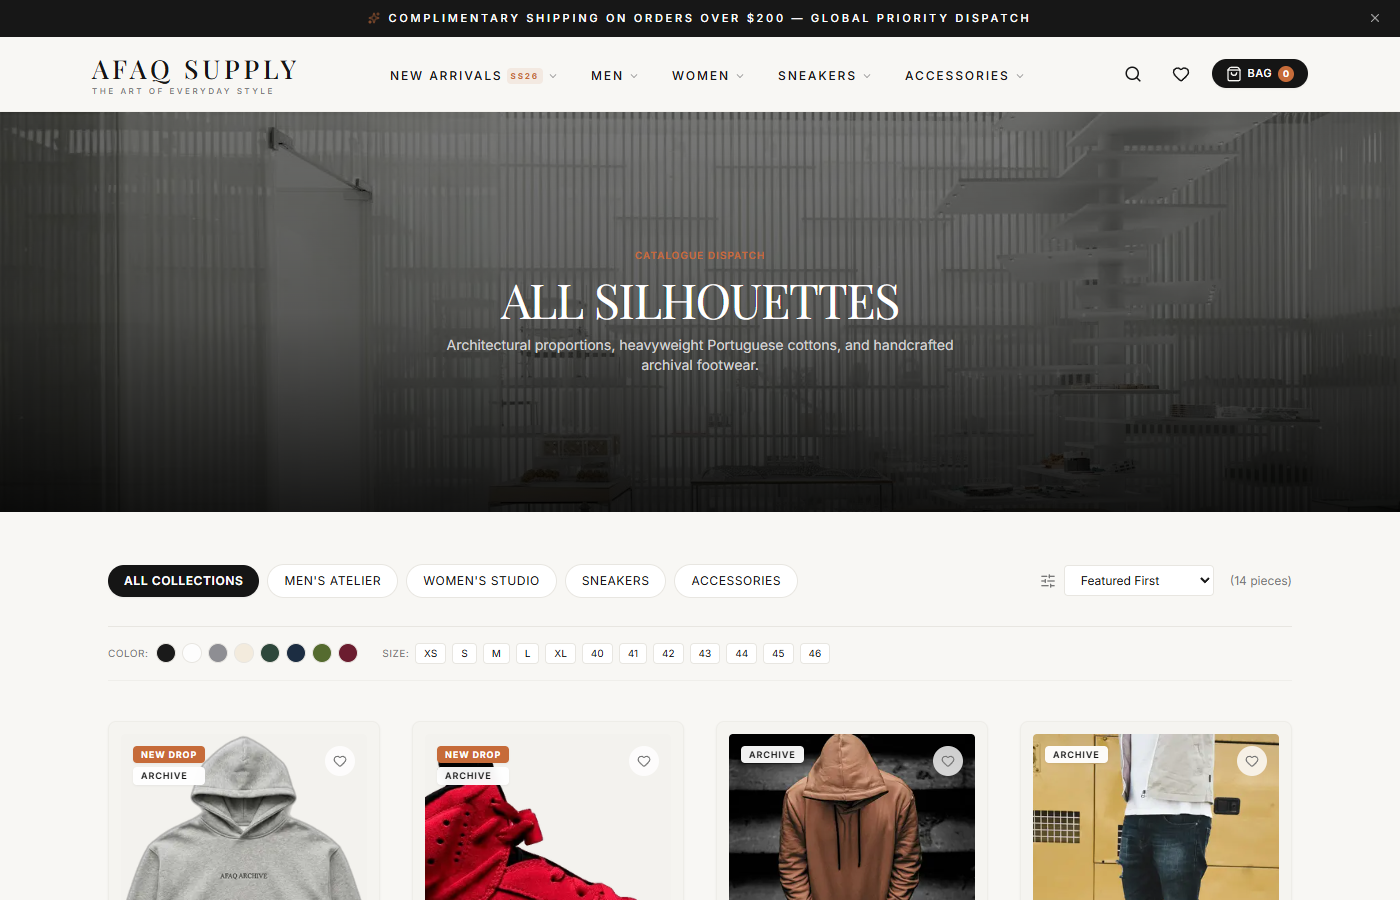 COMPLIMENTARY SHIPPING ON ORDERS OVER $200 — GLOBAL PRIORITY DISPATCH
AFAQ SUPPLY
THE ART OF EVERYDAY STYLE
NEW ARRIVALS SS26 MEN WOMEN SNEAKERS ACCESSORIES
BAG 0
CATALOGUE DISPATCH
ALL SILHOUETTES
Architectural proportions, heavyweight Portuguese cottons, and handcrafted
archival footwear.
ALL COLLECTIONS MEN'S ATELIER WOMEN'S STUDIO SNEAKERS ACCESSORIES
Featured First (14 pieces)
COLOR: SIZE: XS S M L XL 40 41 42 43 44 45 46
NEW DROP
ARCHIVE
AFAQ ARCHIVE
NEW DROP
ARCHIVE
ARCHIVE
ARCHIVE